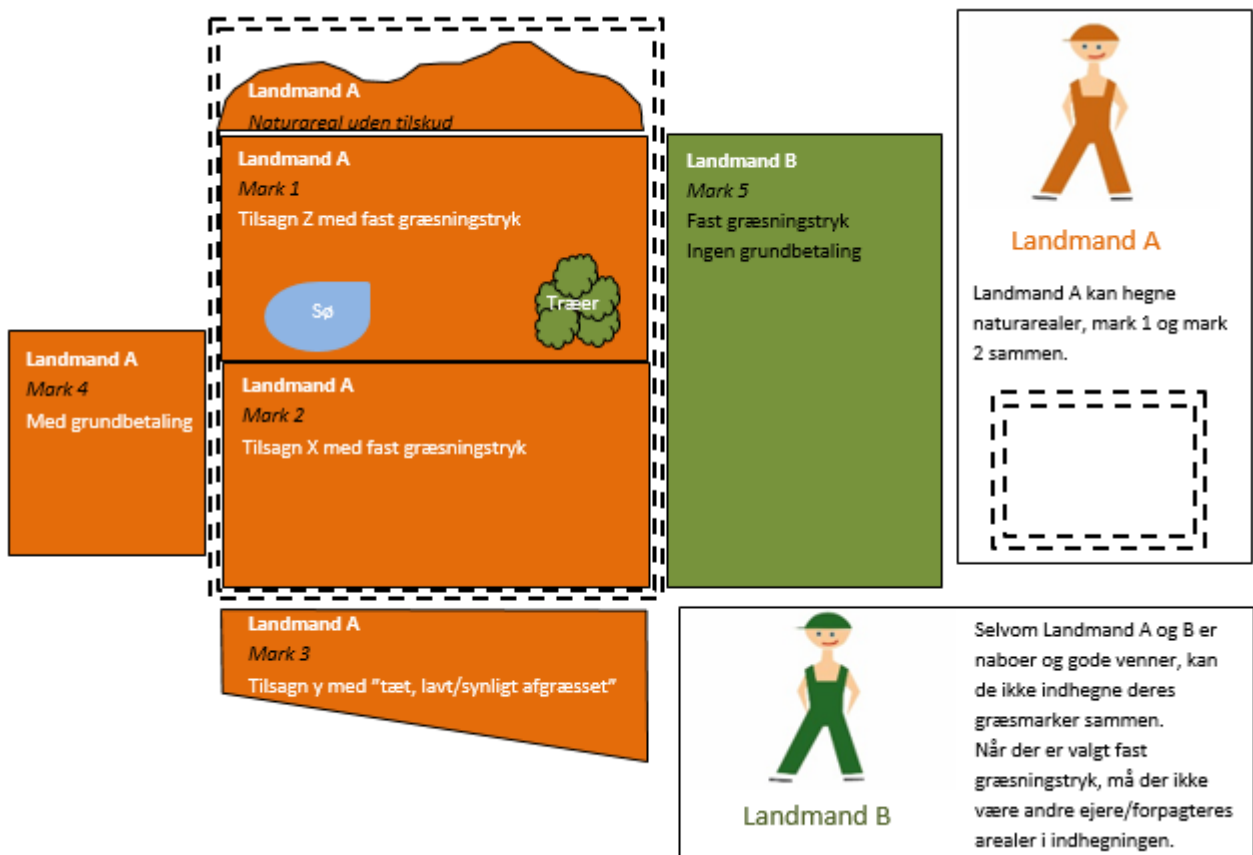 Landmand A
Naturareal uden tilskud
Landmand A
Mark 1
Tilsagn Z med fast græsningstryk
Sø
Træer
Landmand A
Mark 4
Med grundbetaling
Landmand A
Mark 2
Tilsagn X med fast græsningstryk
Landmand A
Mark 3
Tilsagn y med ”tæt, lavt/synligt afgræsset”
Landmand B
Mark 5
Fast græsningstryk
Ingen grundbetaling
Landmand A
Landmand A kan hegne
naturarealer, mark 1 og mark
2 sammen.
Landmand B
Selvom Landmand A og B er
naboer og gode venner, kan
de ikke indhegne deres
græsmarker sammen.
Når der er valgt fast
græsningstryk, må der ikke
være andre ejere/forpagteres
arealer i indhegningen.